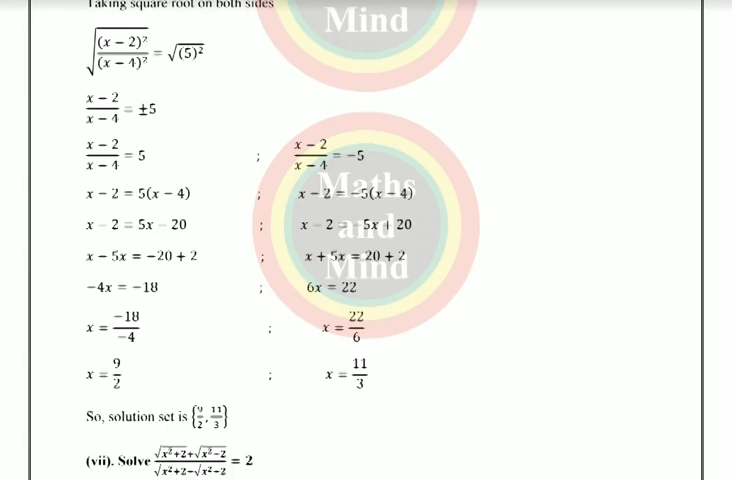 Taking square root on both sides
Mind
√((x − 2)²/(x − 4)²) = √(5)²
(x − 2)/(x − 4) = ±5
(x − 2)/(x − 4) = 5 ; (x − 2)/(x − 4) = −5
Maths
x − 2 = 5(x − 4) ; x − 2 = −5(x − 4)
and
x − 2 = 5x − 20 ; x − 2 = −5x + 20
x − 5x = −20 + 2 ; x + 5x = 20 + 2
Mind
−4x = −18 ; 6x = 22
x = −18/−4 ; x = 22/6
x = 9/2 ; x = 11/3
So, solution set is {9/2, 11/3}
(vii). Solve (√(x²+2)+√(x²−2))/(√(x²+2)−√(x²−2)) = 2